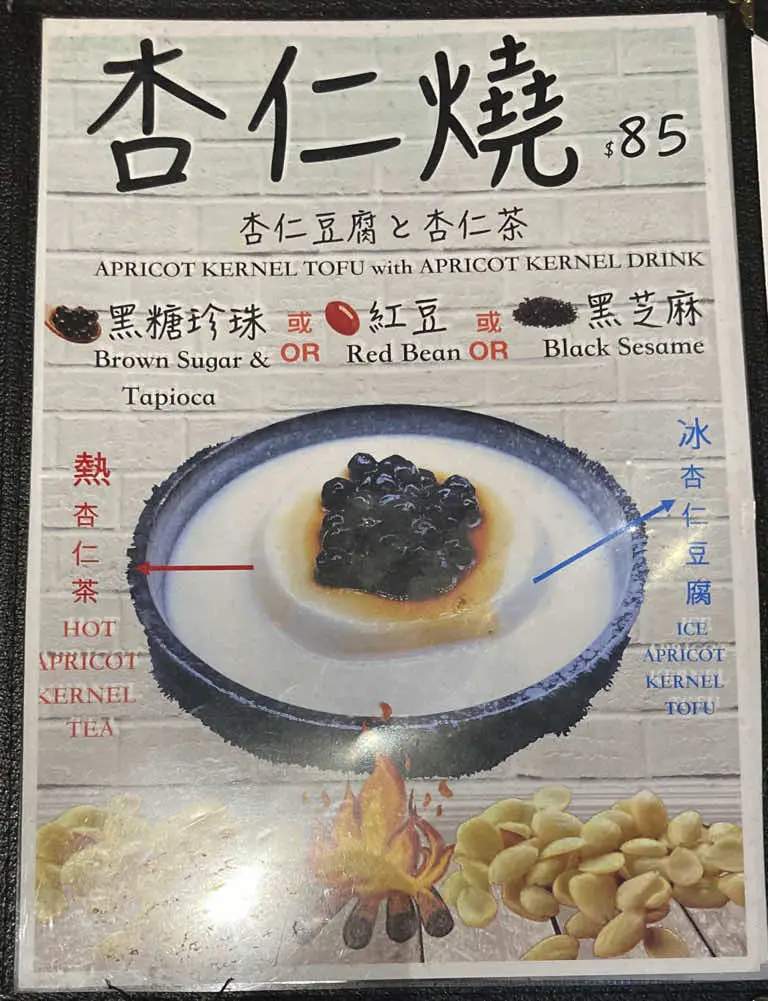 杏仁燒 $85
杏仁豆腐と杏仁茶
APRICOT KERNEL TOFU with APRICOT KERNEL DRINK
黑糖珍珠 或 紅豆 或 黑芝麻
Brown Sugar & OR Red Bean OR Black Sesame
Tapioca
熱
杏
仁
茶
HOT
APRICOT
KERNEL
TEA
冰
杏
仁
豆
腐
ICE
APRICOT
KERNEL
TOFU